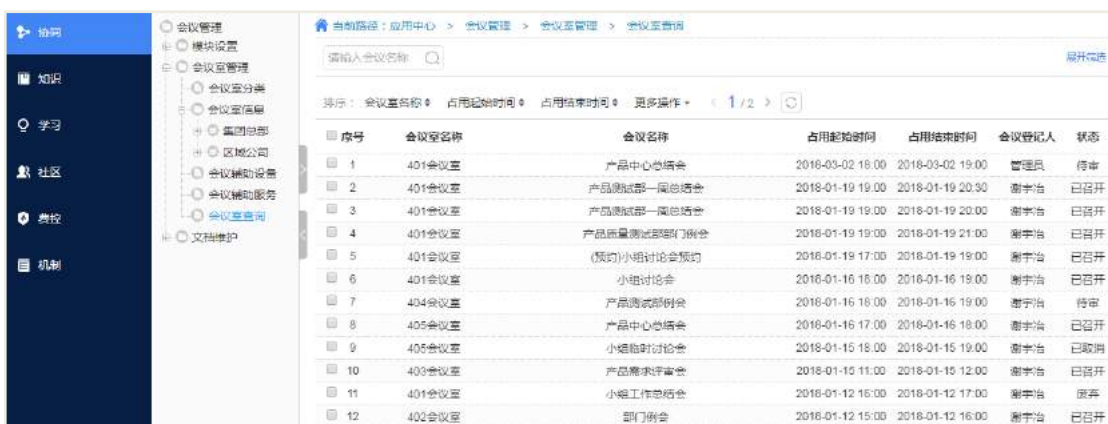 协同
知识
学习
社区
费控
机制
会议管理
模块设置
会议室管理
会议室分类
会议室信息
集团总部
区域公司
会议辅助设备
会议辅助服务
会议室查询
文档维护
当前路径：应用中心 > 会议管理 > 会议室管理 > 会议室查询
请输入会议名称
展开筛选
排序： 会议室名称 占用起始时间 占用结束时间 更多操作 1 / 2
序号 会议室名称 会议名称 占用起始时间 占用结束时间 会议登记人 状态
1 401会议室 产品中心总结会 2018-03-02 18:00 2018-03-02 19:00 管理员 待审
2 401会议室 产品测试部一周总结会 2018-01-19 19:00 2018-01-19 20:30 谢宇治 已召开
3 401会议室 产品测试部一周总结会 2018-01-19 19:00 2018-01-19 20:00 谢宇治 已召开
4 401会议室 产品质量测试部部门例会 2018-01-19 19:00 2018-01-19 21:00 谢宇治 已召开
5 401会议室 (预约)小组讨论会预约 2018-01-19 17:00 2018-01-19 19:00 谢宇治 已召开
6 401会议室 小组讨论会 2018-01-16 18:00 2018-01-16 19:00 谢宇治 已召开
7 404会议室 产品测试部例会 2018-01-16 18:00 2018-01-16 19:00 谢宇治 待审
8 405会议室 产品中心总结会 2018-01-16 17:00 2018-01-16 18:00 谢宇治 已召开
9 405会议室 小组临时讨论会 2018-01-15 18:00 2018-01-15 19:00 谢宇治 已取消
10 403会议室 产品需求评审会 2018-01-15 11:00 2018-01-15 12:00 谢宇治 已召开
11 401会议室 小组工作总结会 2018-01-12 16:00 2018-01-12 17:00 谢宇治 废弃
12 402会议室 部门例会 2018-01-12 15:00 2018-01-12 16:00 谢宇治 已召开